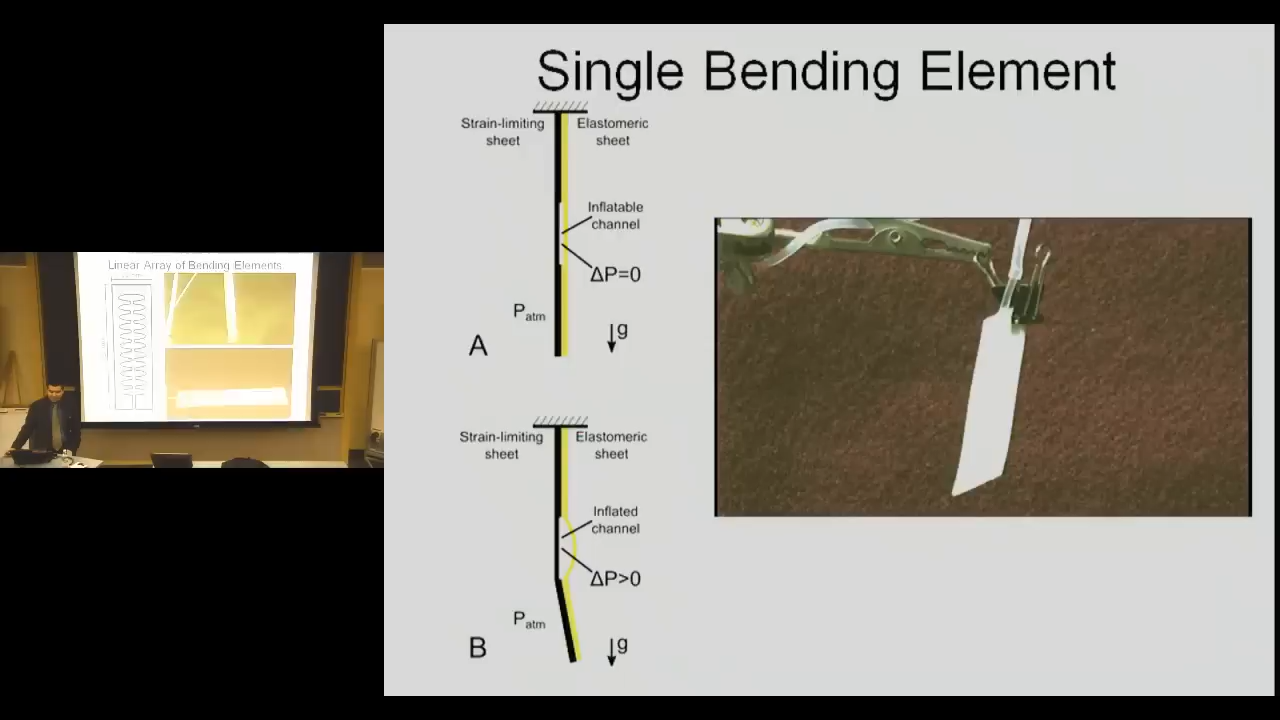 Single Bending Element
Strain-limiting
sheet
Elastomeric
sheet
Inflatable
channel
ΔP=0
Patm
g
A
Strain-limiting
sheet
Elastomeric
sheet
Inflated
channel
ΔP>0
Patm
g
B
Linear Array of Bending Elements